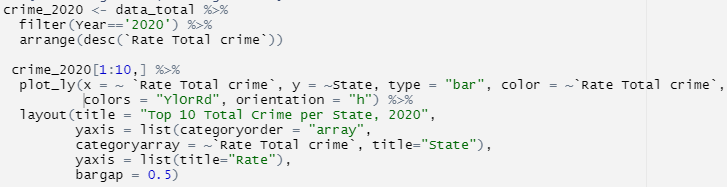 crime_2020 <- data_total %>%
  filter(Year=='2020') %>%
  arrange(desc(`Rate Total crime`))

 crime_2020[1:10,] %>%
  plot_ly(x = ~ `Rate Total crime`, y = ~State, type = "bar", color = ~`Rate Total crime`,
          colors = "YlOrRd", orientation = "h") %>%
  layout(title = "Top 10 Total Crime per State, 2020",
         yaxis = list(categoryorder = "array",
         categoryarray = ~`Rate Total crime`, title="State"),
         yaxis = list(title="Rate"),
         bargap = 0.5)